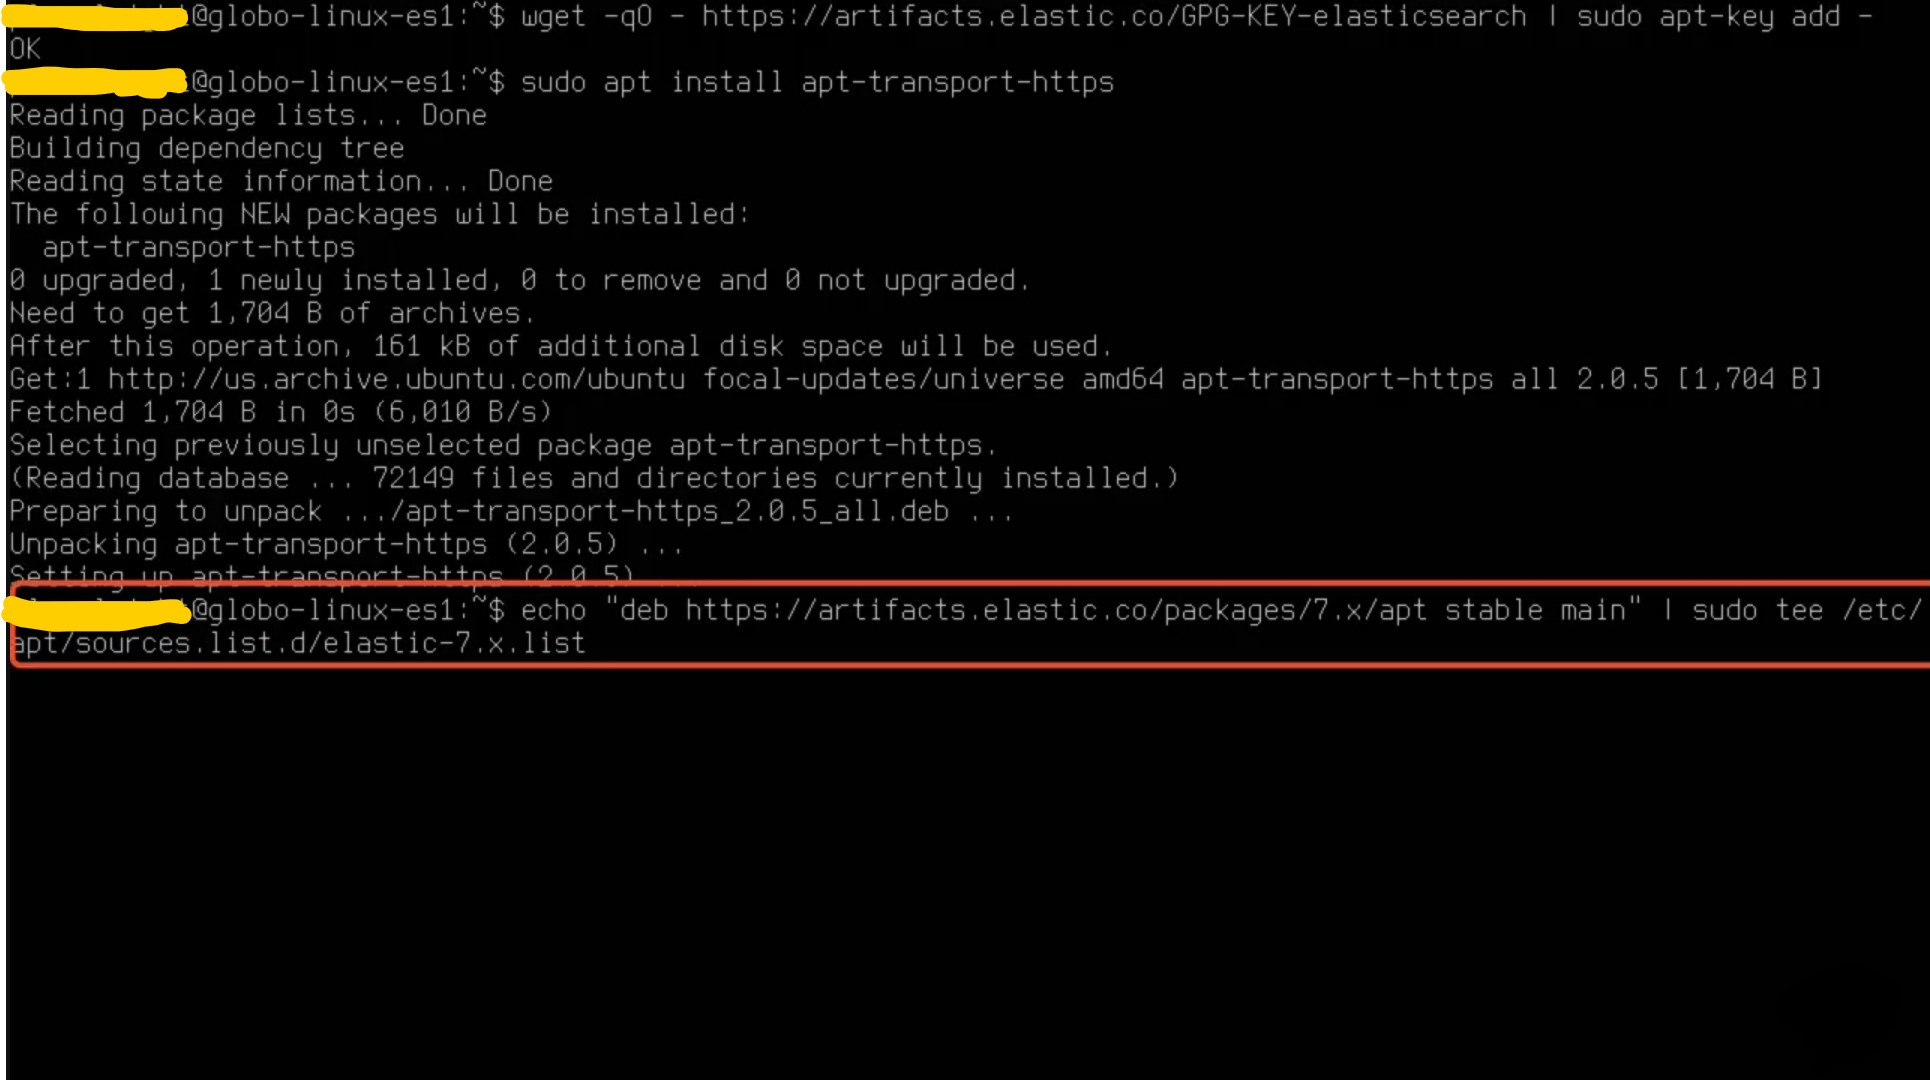 @globo-linux-es1:~$ wget -qO - https://artifacts.elastic.co/GPG-KEY-elasticsearch | sudo apt-key add -
OK
@globo-linux-es1:~$ sudo apt install apt-transport-https
Reading package lists... Done
Building dependency tree
Reading state information... Done
The following NEW packages will be installed:
  apt-transport-https
0 upgraded, 1 newly installed, 0 to remove and 0 not upgraded.
Need to get 1,704 B of archives.
After this operation, 161 kB of additional disk space will be used.
Get:1 http://us.archive.ubuntu.com/ubuntu focal-updates/universe amd64 apt-transport-https all 2.0.5 [1,704 B]
Fetched 1,704 B in 0s (6,010 B/s)
Selecting previously unselected package apt-transport-https.
(Reading database ... 72149 files and directories currently installed.)
Preparing to unpack .../apt-transport-https_2.0.5_all.deb ...
Unpacking apt-transport-https (2.0.5) ...
Setting up apt-transport-https (2.0.5) ...
@globo-linux-es1:~$ echo "deb https://artifacts.elastic.co/packages/7.x/apt stable main" | sudo tee /etc/
apt/sources.list.d/elastic-7.x.list